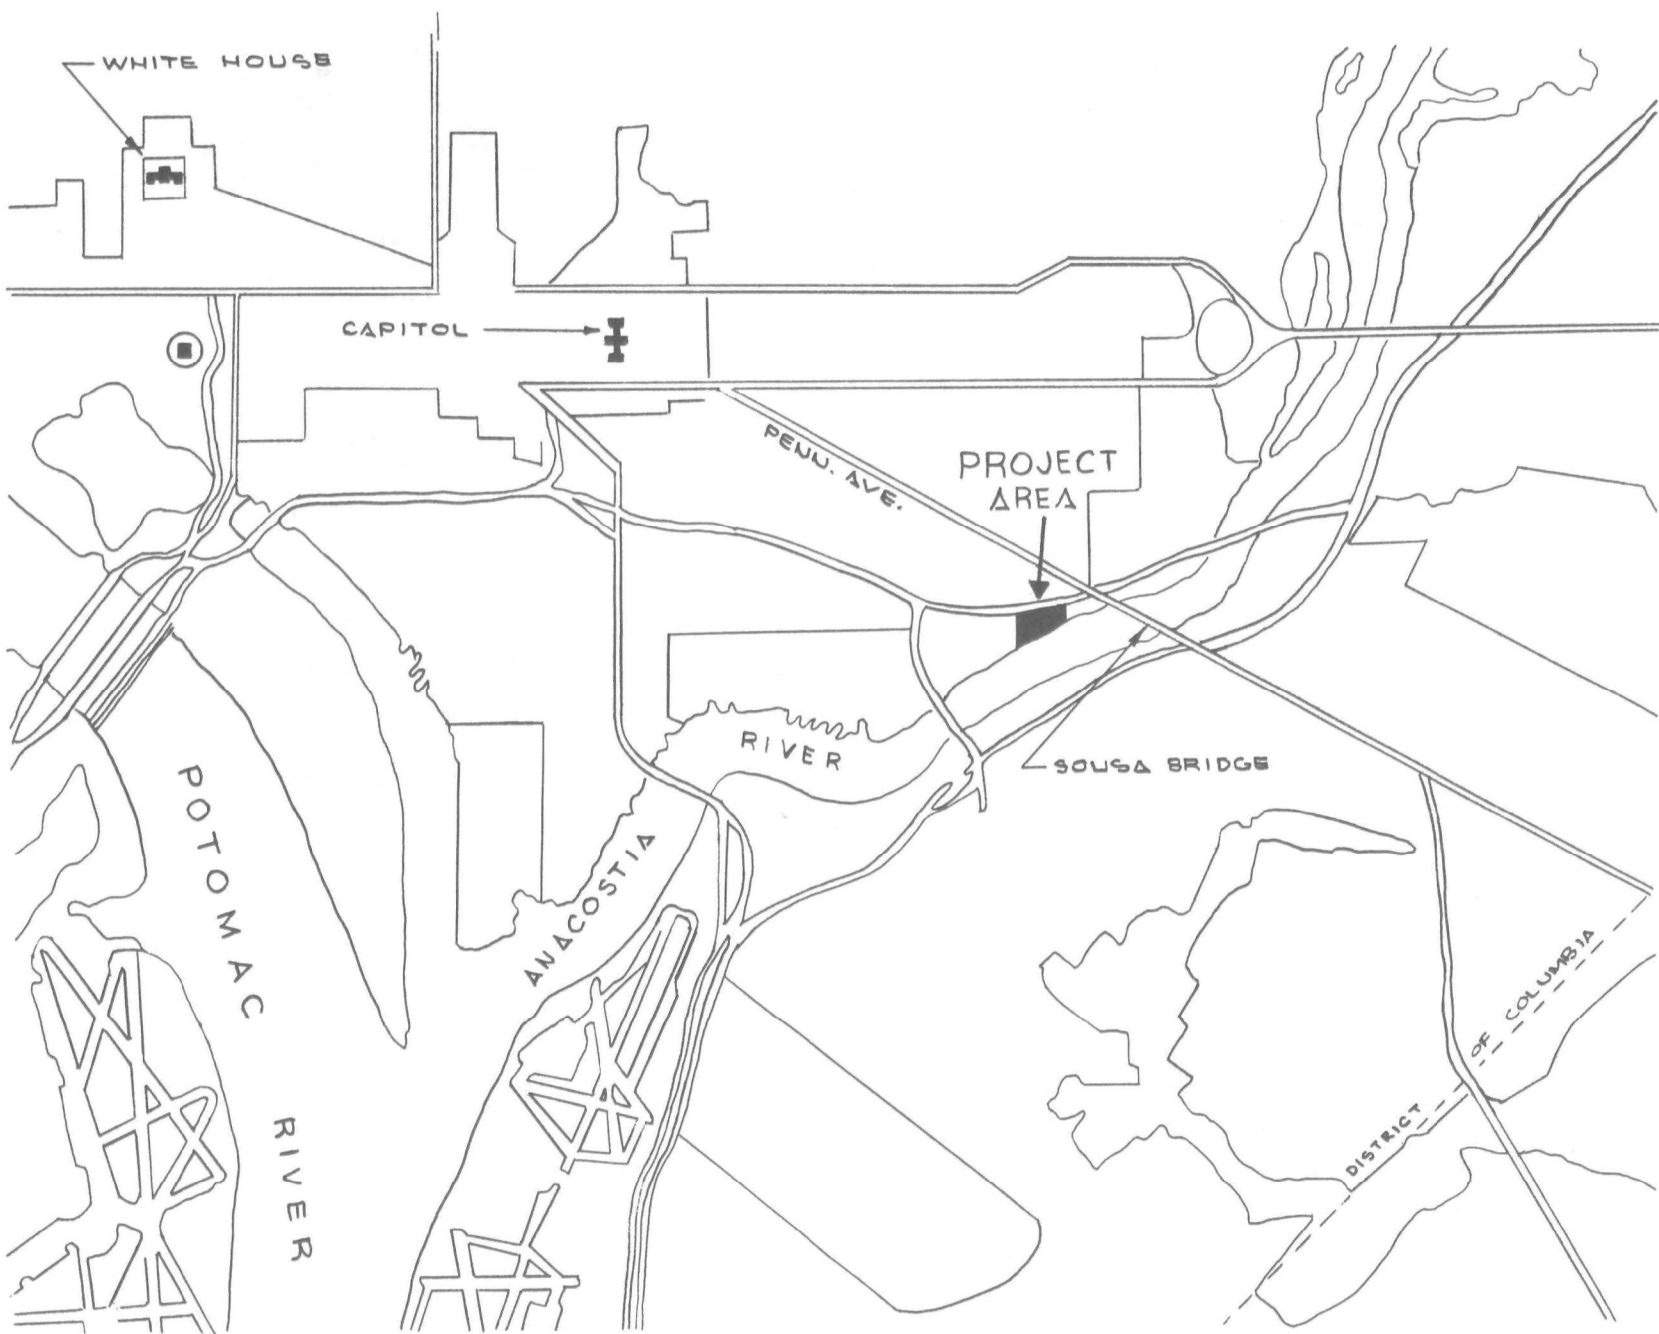 WHITE HOUSE
CAPITOL
PENN. AVE.
PROJECT
AREA
RIVER
SOUSA BRIDGE
ANACOSTIA
POTOMAC
RIVER
DISTRICT OF COLUMBIA